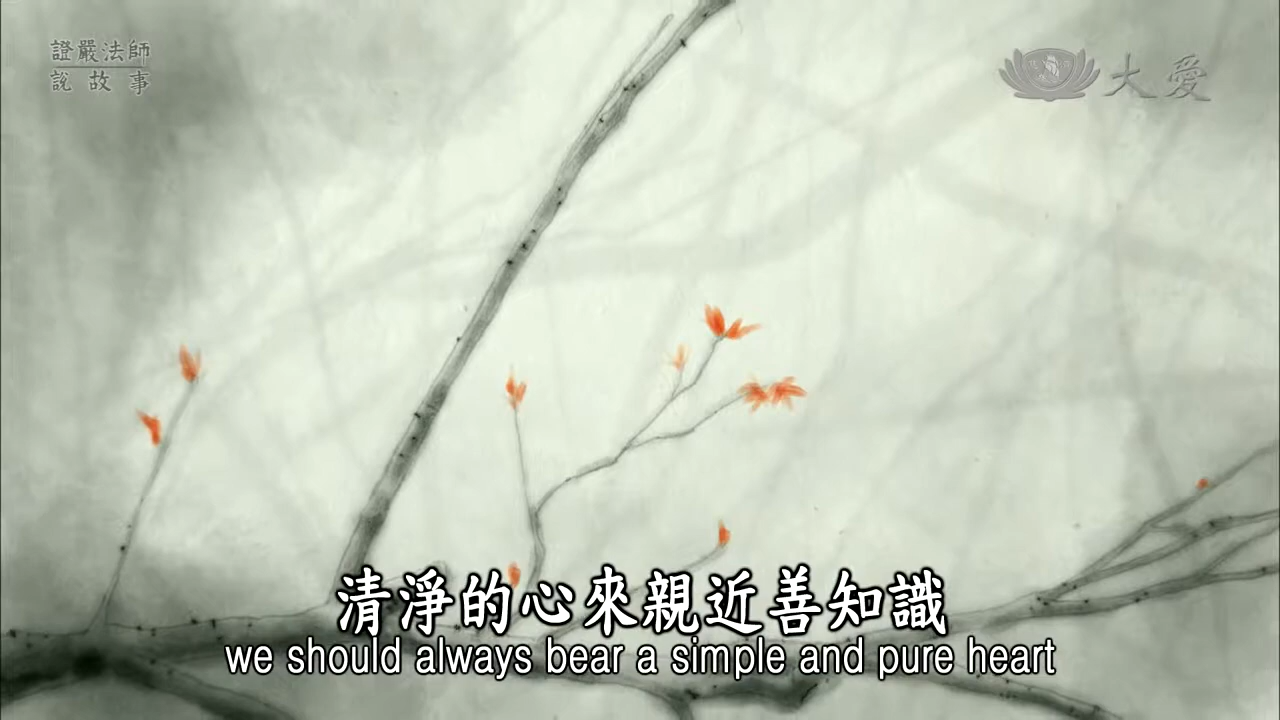 證嚴法師
說故事
大愛
清淨的心來親近善知識
we should always bear a simple and pure heart